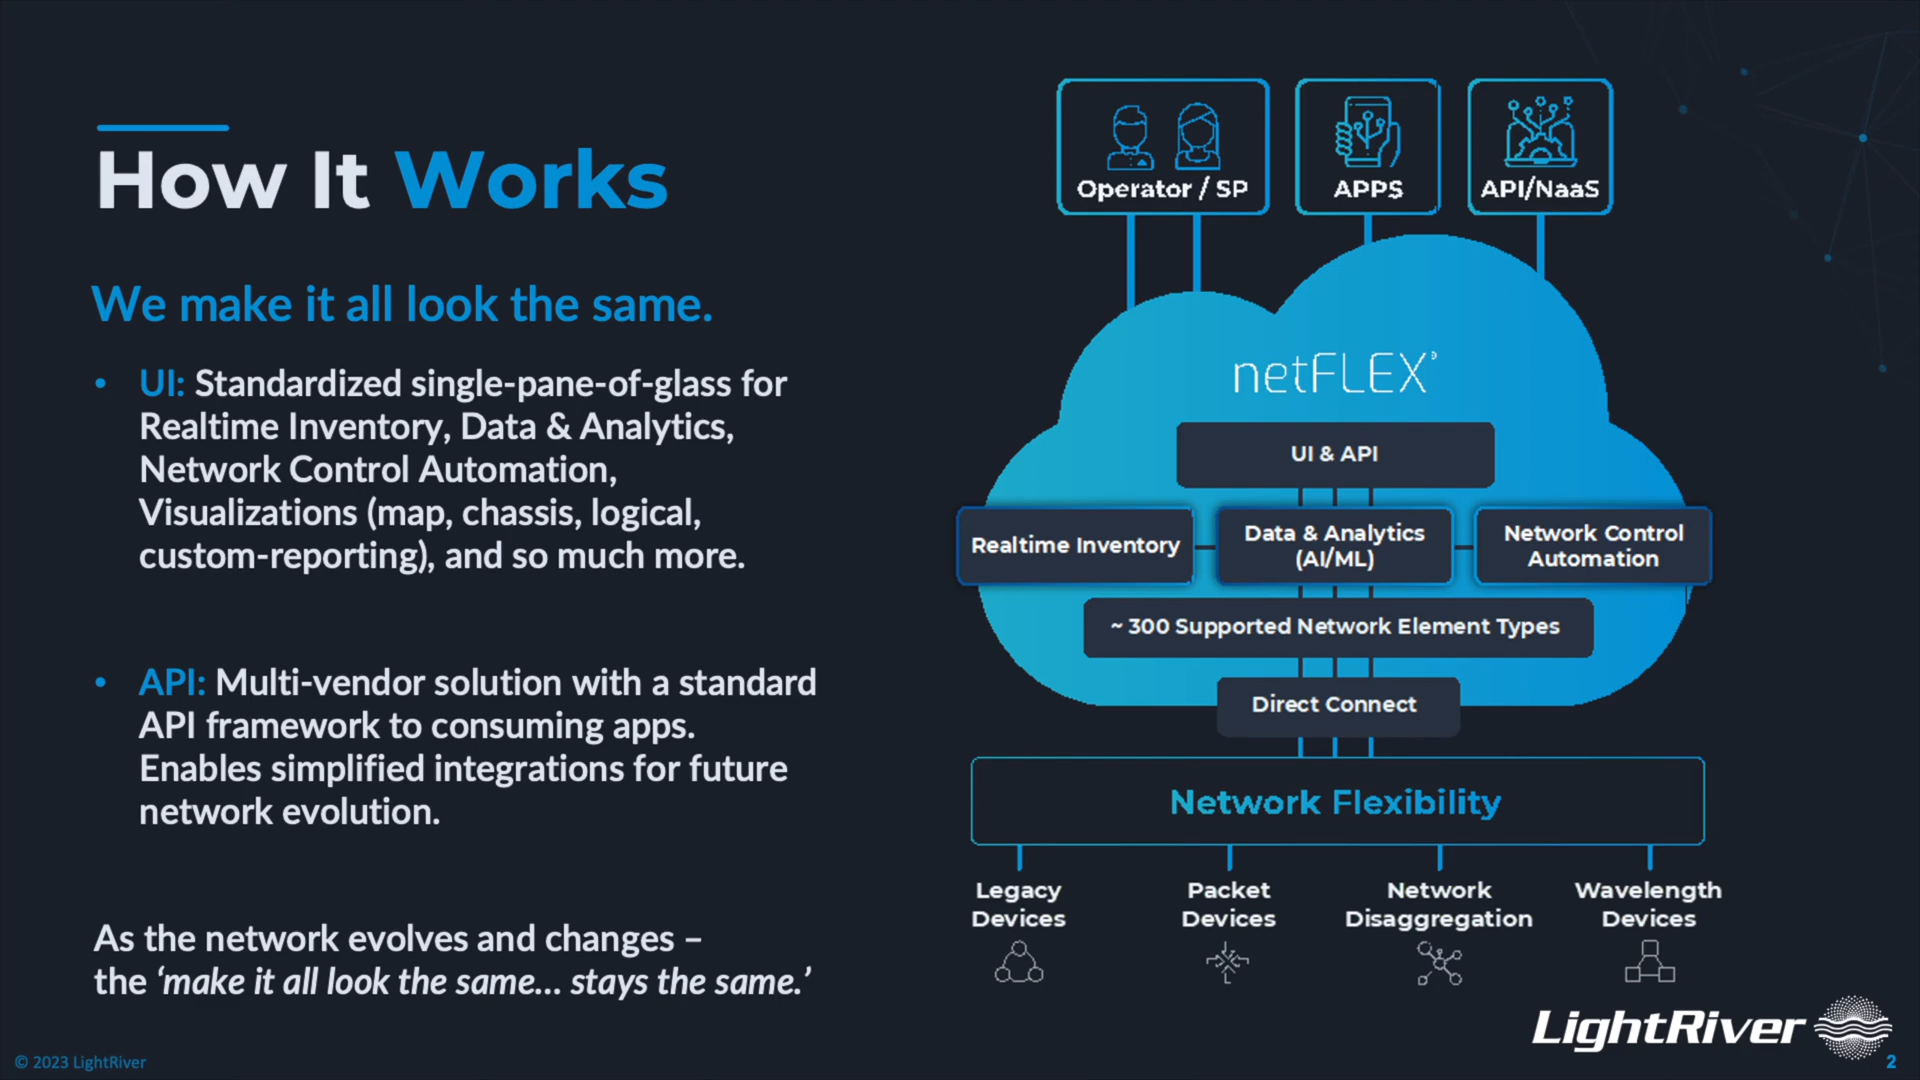 How It Works
We make it all look the same.
• UI: Standardized single-pane-of-glass for
Realtime Inventory, Data & Analytics,
Network Control Automation,
Visualizations (map, chassis, logical,
custom-reporting), and so much more.
• API: Multi-vendor solution with a standard
API framework to consuming apps.
Enables simplified integrations for future
network evolution.
As the network evolves and changes –
the ‘make it all look the same... stays the same.’
© 2023 LightRiver
Operator / SP
APPS
API/NaaS
netFLEX®
UI & API
Realtime Inventory
Data & Analytics
(AI/ML)
Network Control
Automation
~ 300 Supported Network Element Types
Direct Connect
Network Flexibility
Legacy
Devices
Packet
Devices
Network
Disaggregation
Wavelength
Devices
LightRiver
2